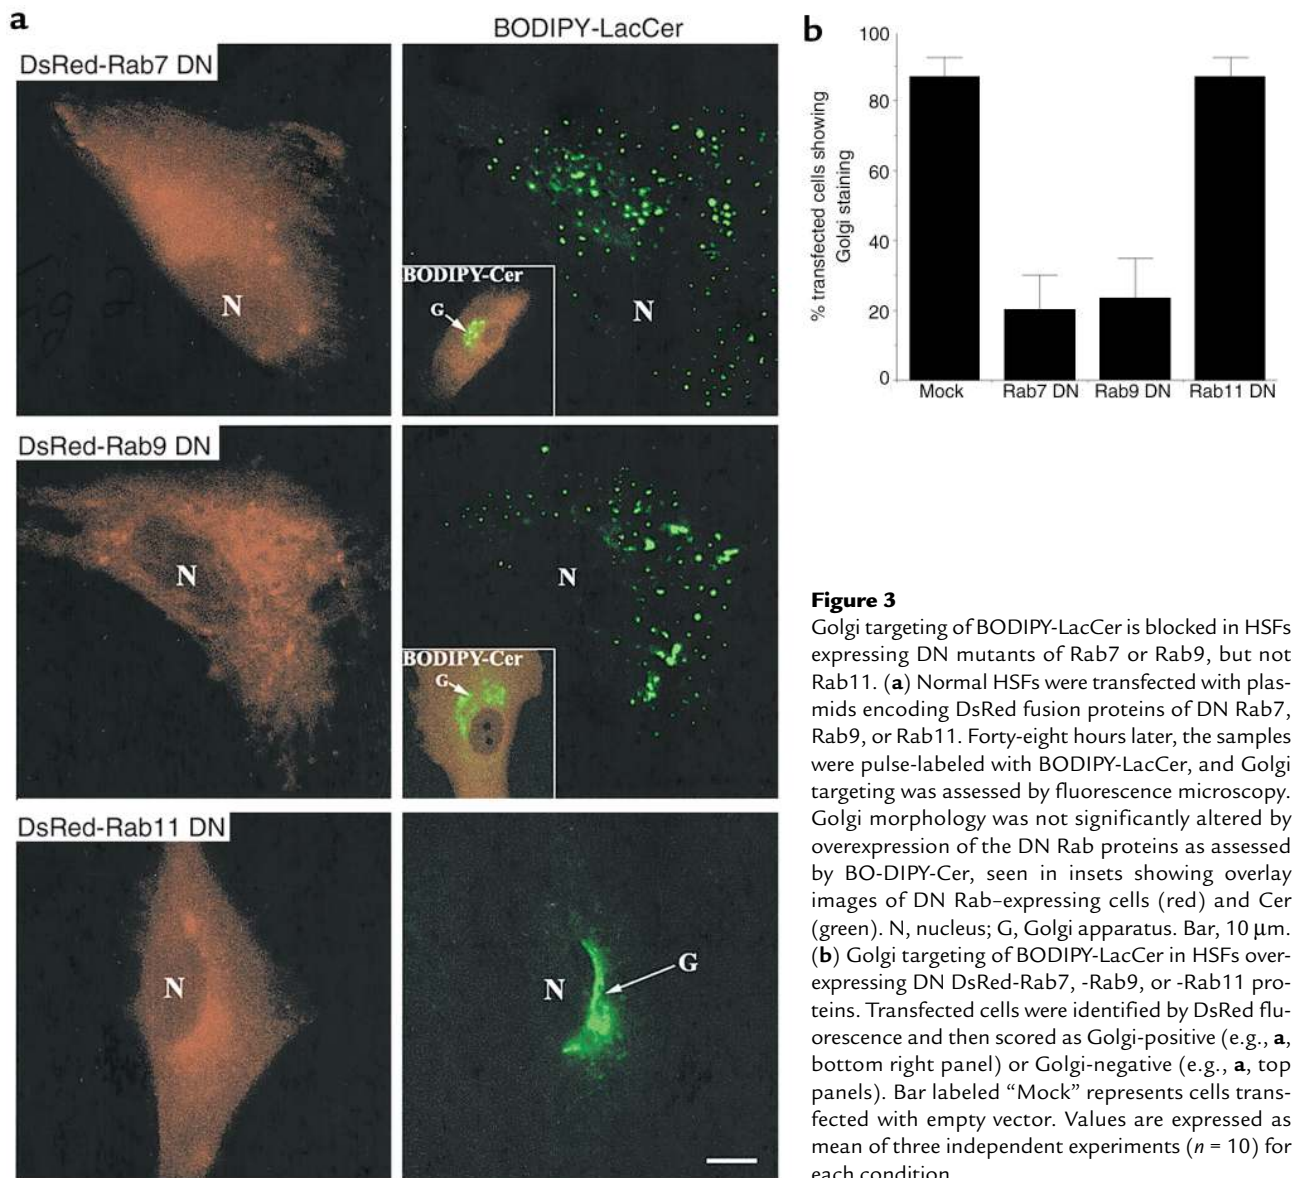 a
BODIPY-LacCer
DsRed-Rab7 DN
N
BODIPY-Cer
G
N
DsRed-Rab9 DN
N
N
BODIPY-Cer
G
DsRed-Rab11 DN
N
N
G
b
% transfected cells showing
Golgi staining
100
80
60
40
20
0
Mock
Rab7 DN
Rab9 DN
Rab11 DN
Figure 3
Golgi targeting of BODIPY-LacCer is blocked in HSFs
expressing DN mutants of Rab7 or Rab9, but not
Rab11. (a) Normal HSFs were transfected with plas-
mids encoding DsRed fusion proteins of DN Rab7,
Rab9, or Rab11. Forty-eight hours later, the samples
were pulse-labeled with BODIPY-LacCer, and Golgi
targeting was assessed by fluorescence microscopy.
Golgi morphology was not significantly altered by
overexpression of the DN Rab proteins as assessed
by BO-DIPY-Cer, seen in insets showing overlay
images of DN Rab–expressing cells (red) and Cer
(green). N, nucleus; G, Golgi apparatus. Bar, 10 μm.
(b) Golgi targeting of BODIPY-LacCer in HSFs over-
expressing DN DsRed-Rab7, -Rab9, or -Rab11 pro-
teins. Transfected cells were identified by DsRed flu-
orescence and then scored as Golgi-positive (e.g., a,
bottom right panel) or Golgi-negative (e.g., a, top
panels). Bar labeled “Mock” represents cells trans-
fected with empty vector. Values are expressed as
mean of three independent experiments (n = 10) for
each condition